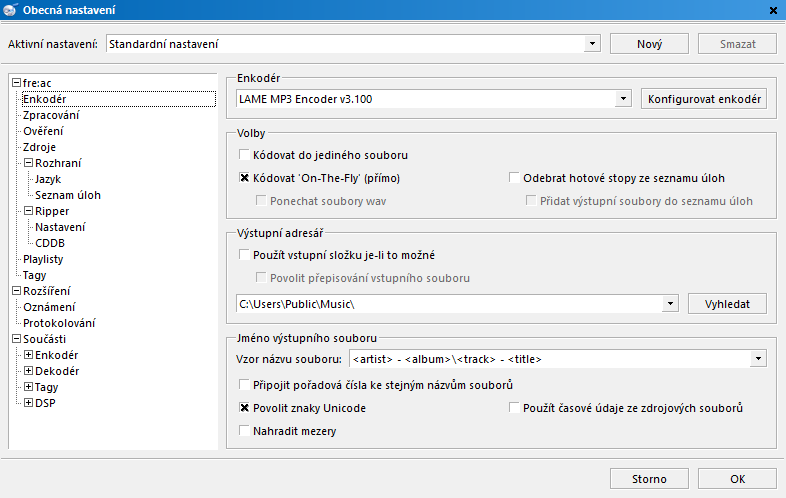 Obecná nastavení
Aktivní nastavení: Standardní nastavení Nový Smazat
fre:ac
Enkodér
Zpracování
Ověření
Zdroje
Rozhraní
Jazyk
Seznam úloh
Ripper
Nastavení
CDDB
Playlisty
Tagy
Rozšíření
Oznámení
Protokolování
Součásti
Enkodér
Dekodér
Tagy
DSP
Enkodér
LAME MP3 Encoder v3.100 Konfigurovat enkodér
Volby
Kódovat do jediného souboru
Kódovat 'On-The-Fly' (přímo) Odebrat hotové stopy ze seznamu úloh
Ponechat soubory wav Přidat výstupní soubory do seznamu úloh
Výstupní adresář
Použít vstupní složku je-li to možné
Povolit přepisování vstupního souboru
C:\Users\Public\Music\ Vyhledat
Jméno výstupního souboru
Vzor názvu souboru: <artist> - <album>\<track> - <title>
Připojit pořadová čísla ke stejným názvům souborů
Povolit znaky Unicode Použít časové údaje ze zdrojových souborů
Nahradit mezery
Storno OK